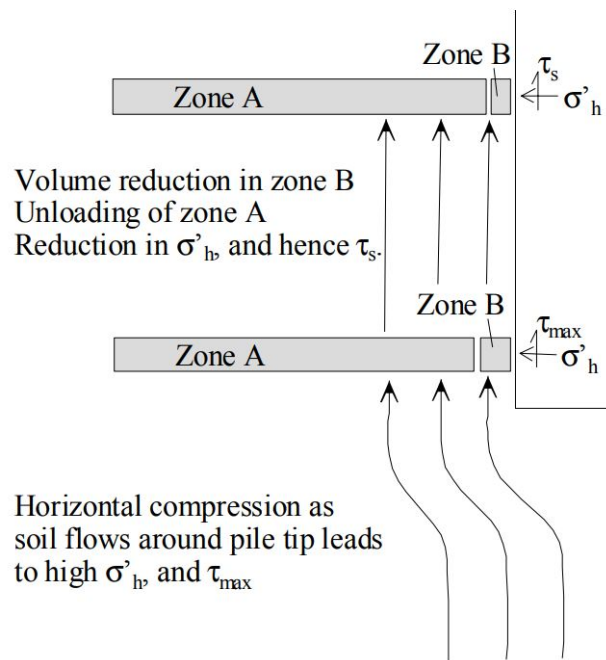 Zone B
τs
Zone A
σ'h
Volume reduction in zone B
Unloading of zone A
Reduction in σ'h, and hence τs.
Zone B
τmax
Zone A
σ'h
Horizontal compression as
soil flows around pile tip leads
to high σ'h, and τmax